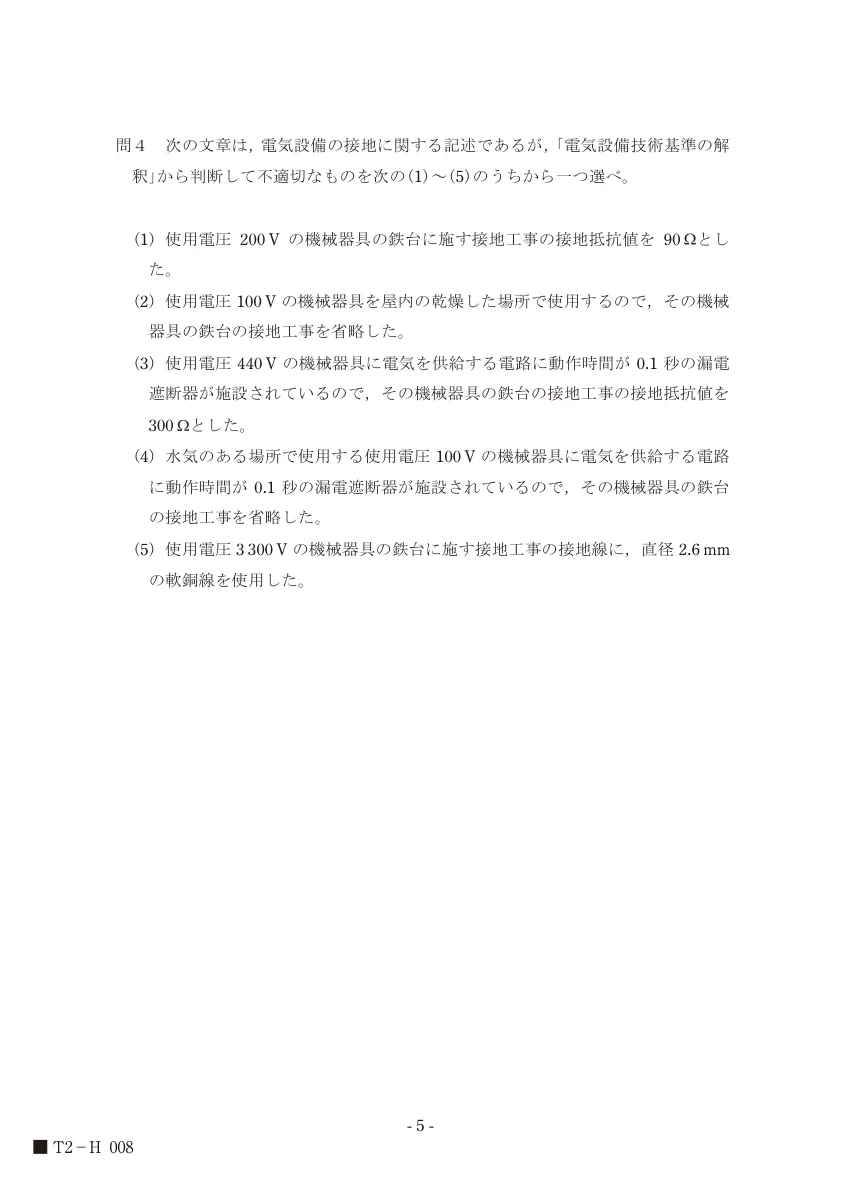 問４　次の文章は，電気設備の接地に関する記述であるが，「電気設備技術基準の解
釈」から判断して不適切なものを次の(1)～(5)のうちから一つ選べ。
(1) 使用電圧 200 V の機械器具の鉄台に施す接地工事の接地抵抗値を 90 Ωとし
た。
(2) 使用電圧 100 V の機械器具を屋内の乾燥した場所で使用するので，その機械
器具の鉄台の接地工事を省略した。
(3) 使用電圧 440 V の機械器具に電気を供給する電路に動作時間が 0.1 秒の漏電
遮断器が施設されているので，その機械器具の鉄台の接地工事の接地抵抗値を
300 Ωとした。
(4) 水気のある場所で使用する使用電圧 100 V の機械器具に電気を供給する電路
に動作時間が 0.1 秒の漏電遮断器が施設されているので，その機械器具の鉄台
の接地工事を省略した。
(5) 使用電圧 3 300 V の機械器具の鉄台に施す接地工事の接地線に，直径 2.6 mm
の軟銅線を使用した。
- 5 -
■ T2－H 008